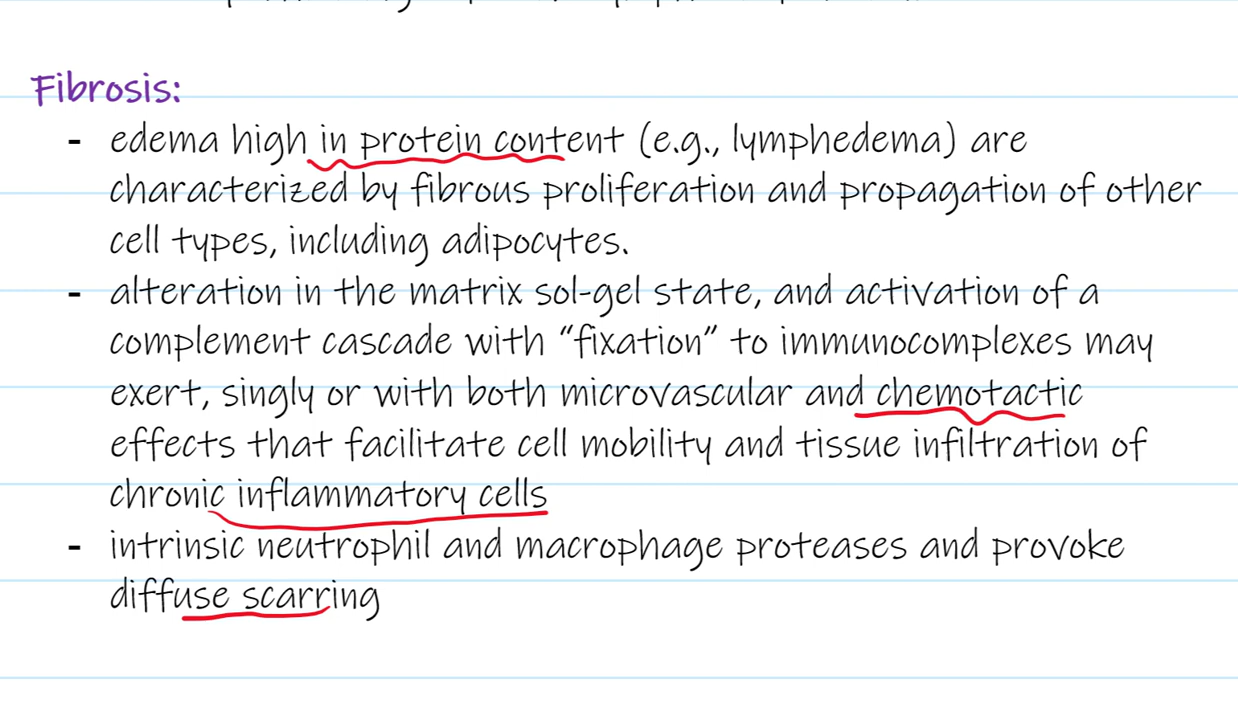 Fibrosis:
- edema high in protein content (e.g., lymphedema) are
characterized by fibrous proliferation and propagation of other
cell types, including adipocytes.
- alteration in the matrix sol-gel state, and activation of a
complement cascade with “fixation” to immunocomplexes may
exert, singly or with both microvascular and chemotactic
effects that facilitate cell mobility and tissue infiltration of
chronic inflammatory cells
- intrinsic neutrophil and macrophage proteases and provoke
diffuse scarring